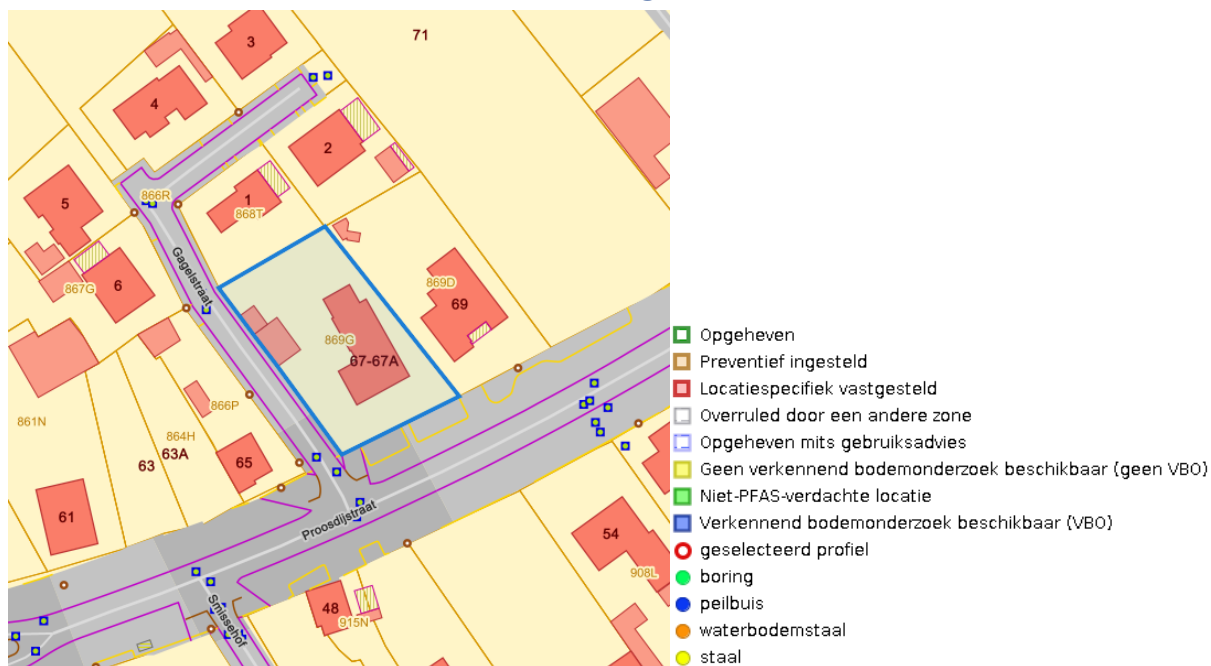 3
71
4
2
5
866R
1
868T
Gagelstraat
867G
6
869D
69
869G
67-67A
861N
866P
864H
63
63A
65
61
Proosdijstraat
54
908L
48
915N
Smissehof
Opgeheven
Preventief ingesteld
Locatiespecifiek vastgesteld
Overruled door een andere zone
Opgeheven mits gebruiksadvies
Geen verkennend bodemonderzoek beschikbaar (geen VBO)
Niet-PFAS-verdachte locatie
Verkennend bodemonderzoek beschikbaar (VBO)
geselecteerd profiel
boring
peilbuis
waterbodemstaal
staal